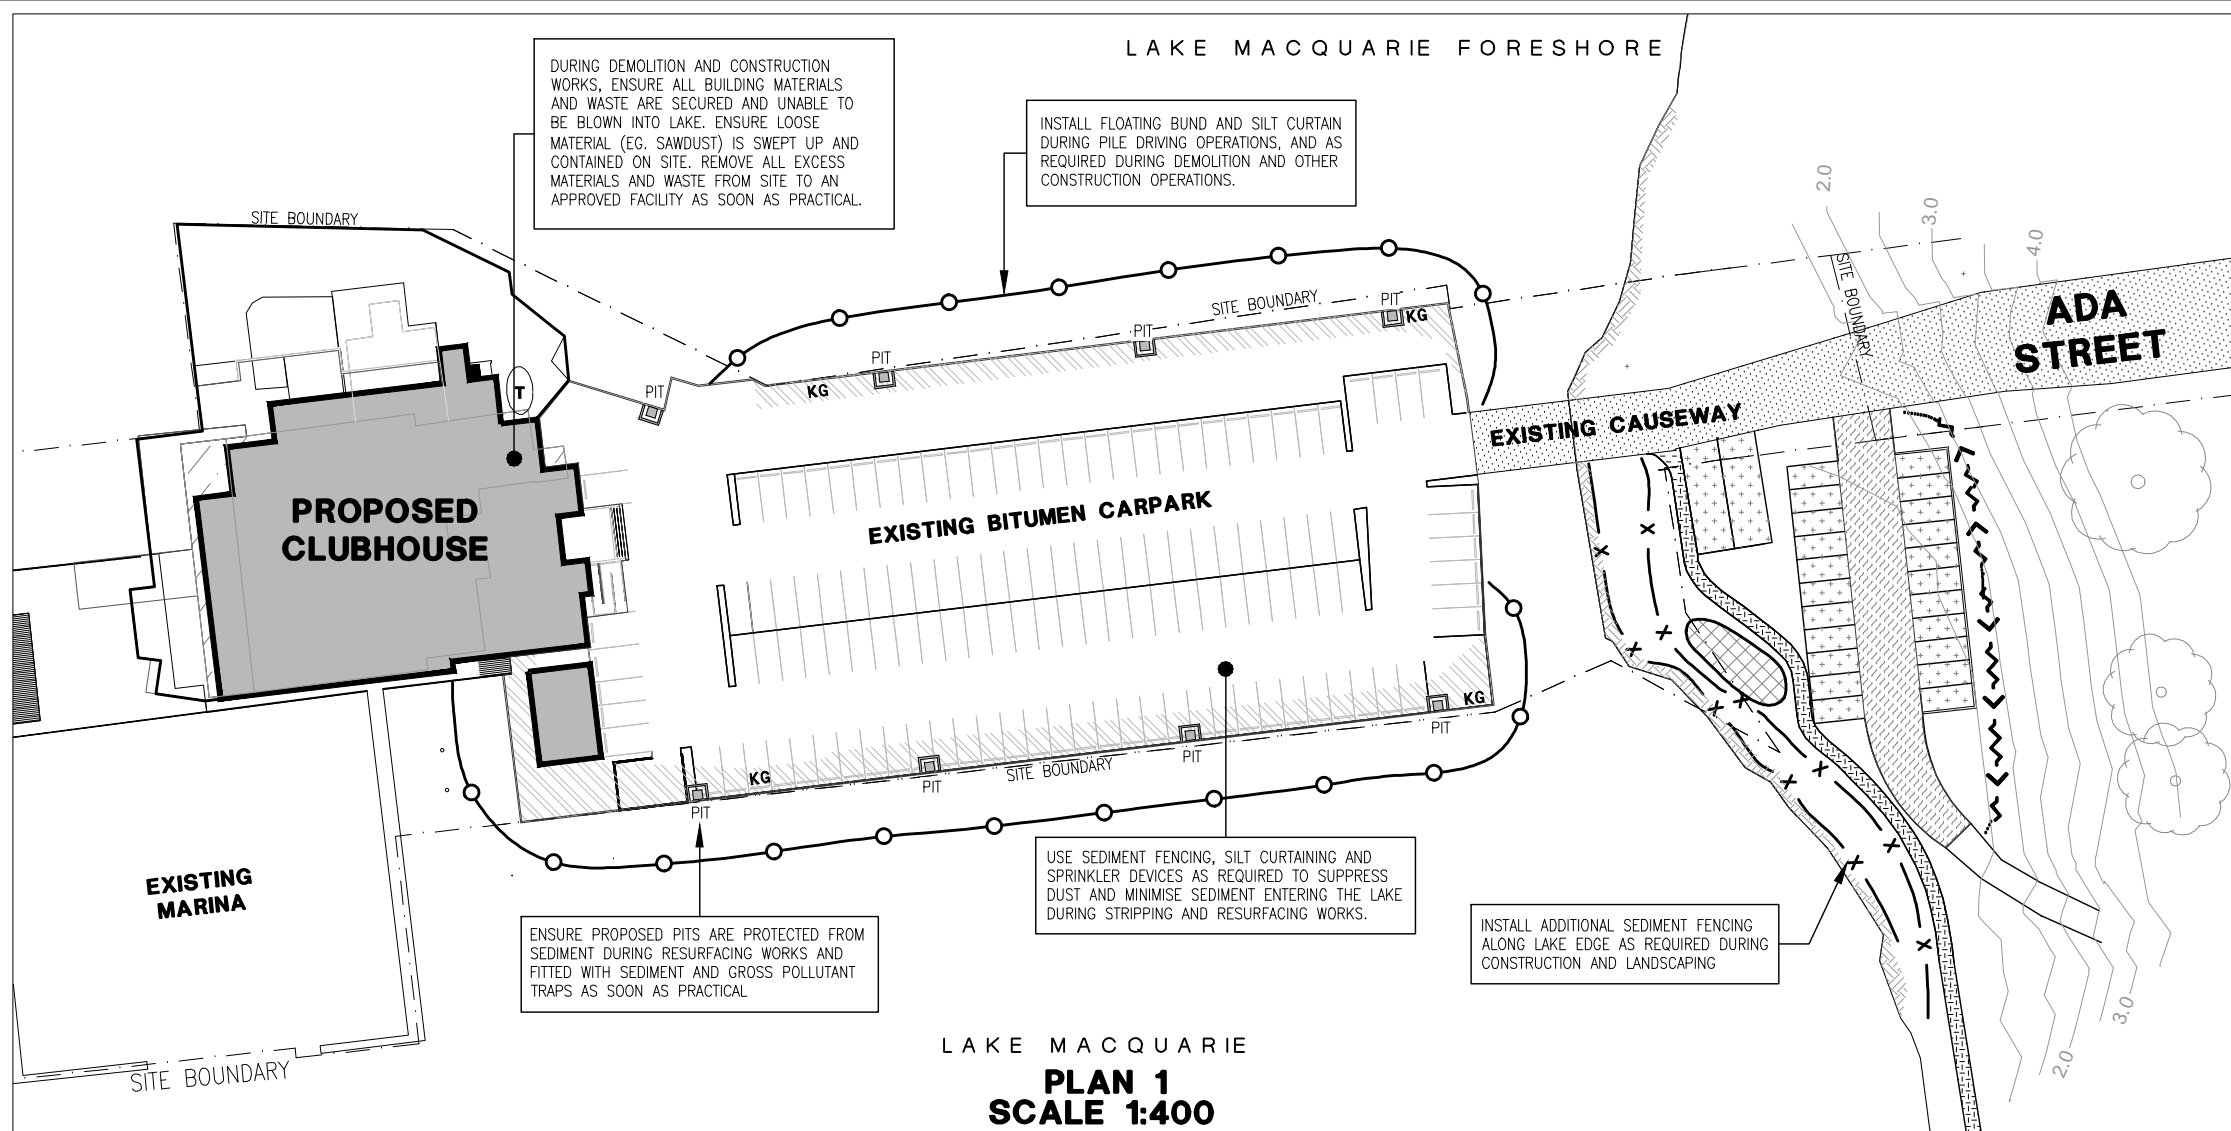 LAKE MACQUARIE FORESHORE
DURING DEMOLITION AND CONSTRUCTION
WORKS, ENSURE ALL BUILDING MATERIALS
AND WASTE ARE SECURED AND UNABLE TO
BE BLOWN INTO LAKE. ENSURE LOOSE
MATERIAL (EG. SAWDUST) IS SWEPT UP AND
CONTAINED ON SITE. REMOVE ALL EXCESS
MATERIALS AND WASTE FROM SITE TO AN
APPROVED FACILITY AS SOON AS PRACTICAL.
INSTALL FLOATING BUND AND SILT CURTAIN
DURING PILE DRIVING OPERATIONS, AND AS
REQUIRED DURING DEMOLITION AND OTHER
CONSTRUCTION OPERATIONS.
2.0
3.0
4.0
SITE BOUNDARY
SITE BOUNDARY
SITE BOUNDARY
PIT
KG
PIT
PIT
PIT
KG
T
ADA
STREET
EXISTING CAUSEWAY
EXISTING BITUMEN CARPARK
PROPOSED
CLUBHOUSE
KG
PIT
PIT
SITE BOUNDARY
PIT
KG
PIT
EXISTING
MARINA
USE SEDIMENT FENCING, SILT CURTAINING AND
SPRINKLER DEVICES AS REQUIRED TO SUPPRESS
DUST AND MINIMISE SEDIMENT ENTERING THE LAKE
DURING STRIPPING AND RESURFACING WORKS.
ENSURE PROPOSED PITS ARE PROTECTED FROM
SEDIMENT DURING RESURFACING WORKS AND
FITTED WITH SEDIMENT AND GROSS POLLUTANT
TRAPS AS SOON AS PRACTICAL
INSTALL ADDITIONAL SEDIMENT FENCING
ALONG LAKE EDGE AS REQUIRED DURING
CONSTRUCTION AND LANDSCAPING
3.0
2.0
SITE BOUNDARY
LAKE MACQUARIE
PLAN 1
SCALE 1:400